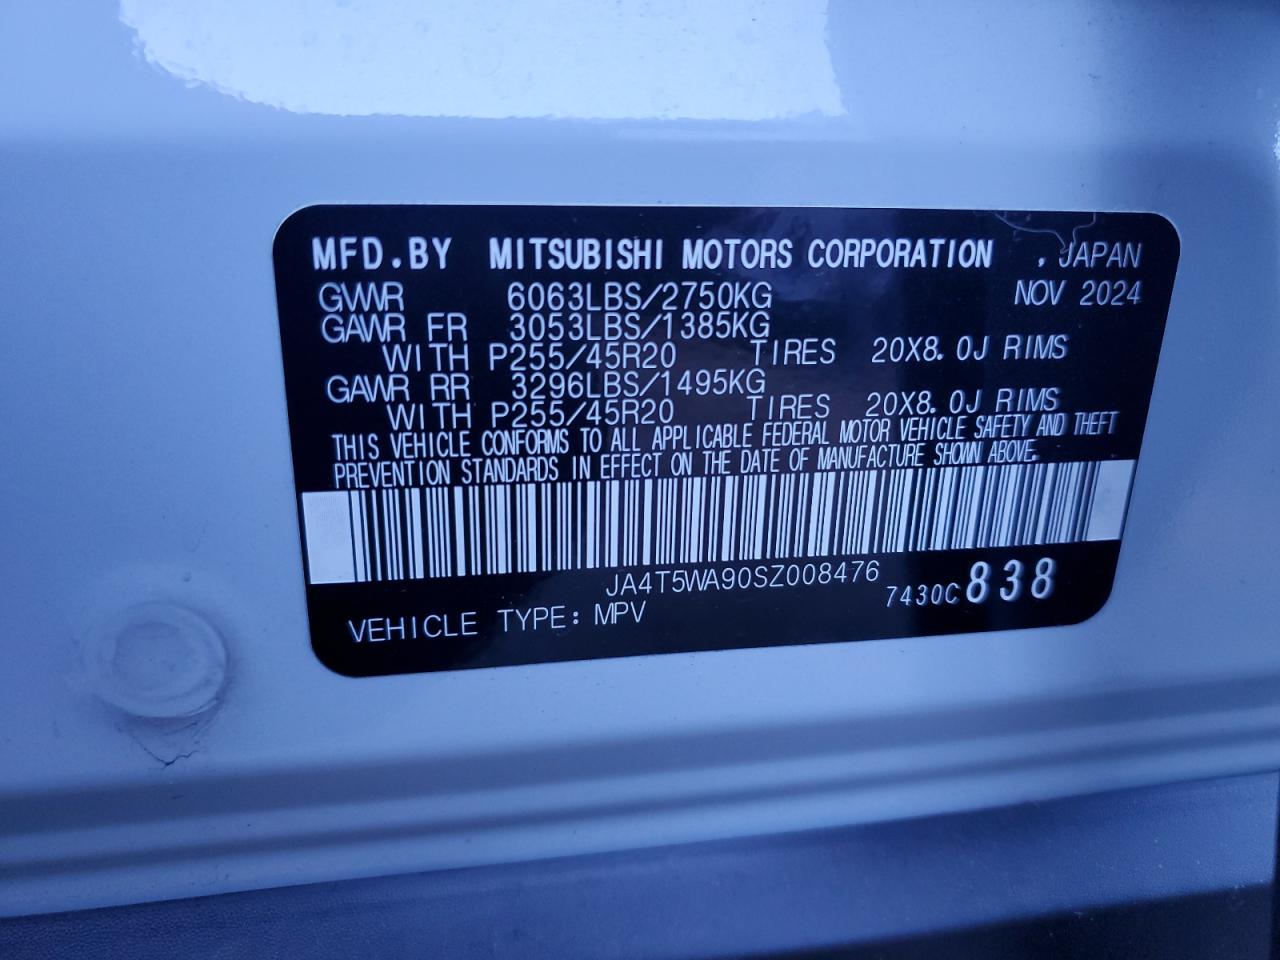 MFD.BY MITSUBISHI MOTORS CORPORATION , JAPAN
GVWR 6063LBS/2750KG NOV 2024
GAWR FR 3053LBS/1385KG
WITH P255/45R20 TIRES 20X8.0J RIMS
GAWR RR 3296LBS/1495KG
WITH P255/45R20 TIRES 20X8.0J RIMS
THIS VEHICLE CONFORMS TO ALL APPLICABLE FEDERAL MOTOR VEHICLE SAFETY AND THEFT
PREVENTION STANDARDS IN EFFECT ON THE DATE OF MANUFACTURE SHOWN ABOVE.
JA4T5WA90SZ008476
7430C838
VEHICLE TYPE: MPV